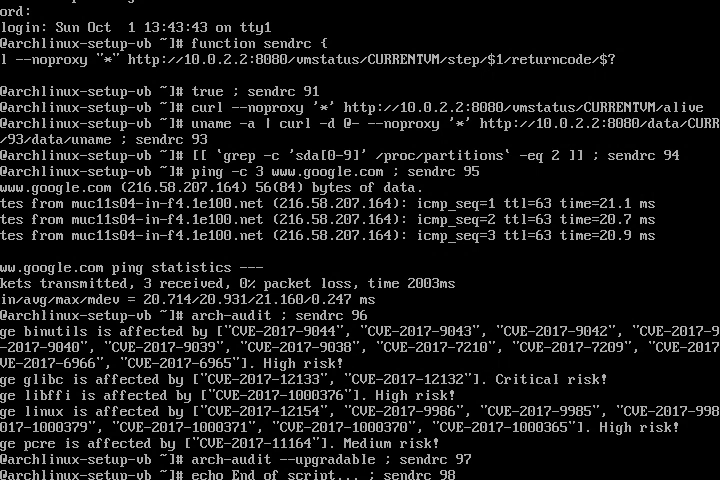 ord:
login: Sun Oct  1 13:43:43 on tty1
@archlinux-setup-vb ~]# function sendrc {
l --noproxy "*" http://10.0.2.2:8080/vmstatus/CURRENTVM/step/$1/returncode/$?
@archlinux-setup-vb ~]# true ; sendrc 91
@archlinux-setup-vb ~]# curl --noproxy '*' http://10.0.2.2:8080/vmstatus/CURRENTVM/alive
@archlinux-setup-vb ~]# uname -a | curl -d @- --noproxy '*' http://10.0.2.2:8080/data/CURR
/93/data/uname ; sendrc 93
@archlinux-setup-vb ~]# [[ `grep -c 'sda[0-9]' /proc/partitions` -eq 2 ]] ; sendrc 94
@archlinux-setup-vb ~]# ping -c 3 www.google.com ; sendrc 95
www.google.com (216.58.207.164) 56(84) bytes of data.
tes from muc11s04-in-f4.1e100.net (216.58.207.164): icmp_seq=1 ttl=63 time=21.1 ms
tes from muc11s04-in-f4.1e100.net (216.58.207.164): icmp_seq=2 ttl=63 time=20.7 ms
tes from muc11s04-in-f4.1e100.net (216.58.207.164): icmp_seq=3 ttl=63 time=20.9 ms
ww.google.com ping statistics ---
kets transmitted, 3 received, 0% packet loss, time 2003ms
in/avg/max/mdev = 20.714/20.931/21.160/0.247 ms
@archlinux-setup-vb ~]# arch-audit ; sendrc 96
ge binutils is affected by ["CVE-2017-9044", "CVE-2017-9043", "CVE-2017-9042", "CVE-2017-9
-2017-9040", "CVE-2017-9039", "CVE-2017-9038", "CVE-2017-7210", "CVE-2017-7209", "CVE-2017
VE-2017-6966", "CVE-2017-6965"]. High risk!
ge glibc is affected by ["CVE-2017-12133", "CVE-2017-12132"]. Critical risk!
ge libffi is affected by ["CVE-2017-1000376"]. High risk!
ge linux is affected by ["CVE-2017-12154", "CVE-2017-9986", "CVE-2017-9985", "CVE-2017-998
017-1000379", "CVE-2017-1000371", "CVE-2017-1000370", "CVE-2017-1000365"]. High risk!
ge pcre is affected by ["CVE-2017-11164"]. Medium risk!
@archlinux-setup-vb ~]# arch-audit --upgradable ; sendrc 97
@archlinux-setup-vb ~]# echo End of script... ; sendrc 98